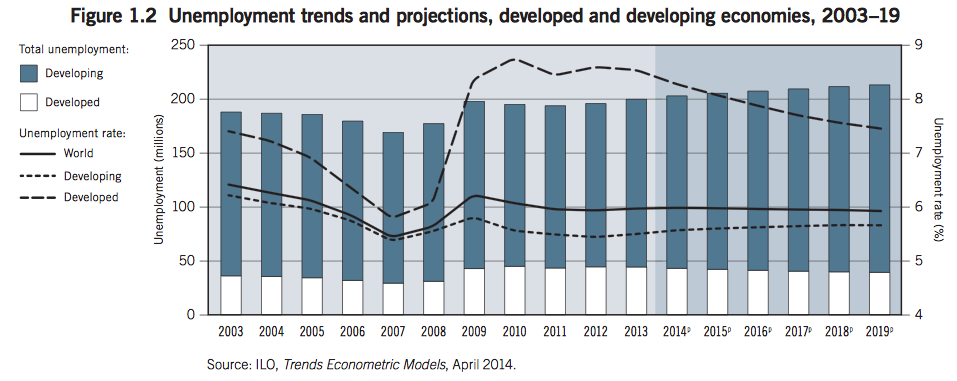 Figure 1.2 Unemployment trends and projections, developed and developing economies, 2003–19
Total unemployment:
Developing
Developed
Unemployment rate:
World
Developing
Developed
Unemployment (millions)
250
200
150
100
50
0
9
8
7
6
5
4
Unemployment rate (%)
2003 2004 2005 2006 2007 2008 2009 2010 2011 2012 2013 2014ᵖ 2015ᵖ 2016ᵖ 2017ᵖ 2018ᵖ 2019ᵖ
Source: ILO, Trends Econometric Models, April 2014.